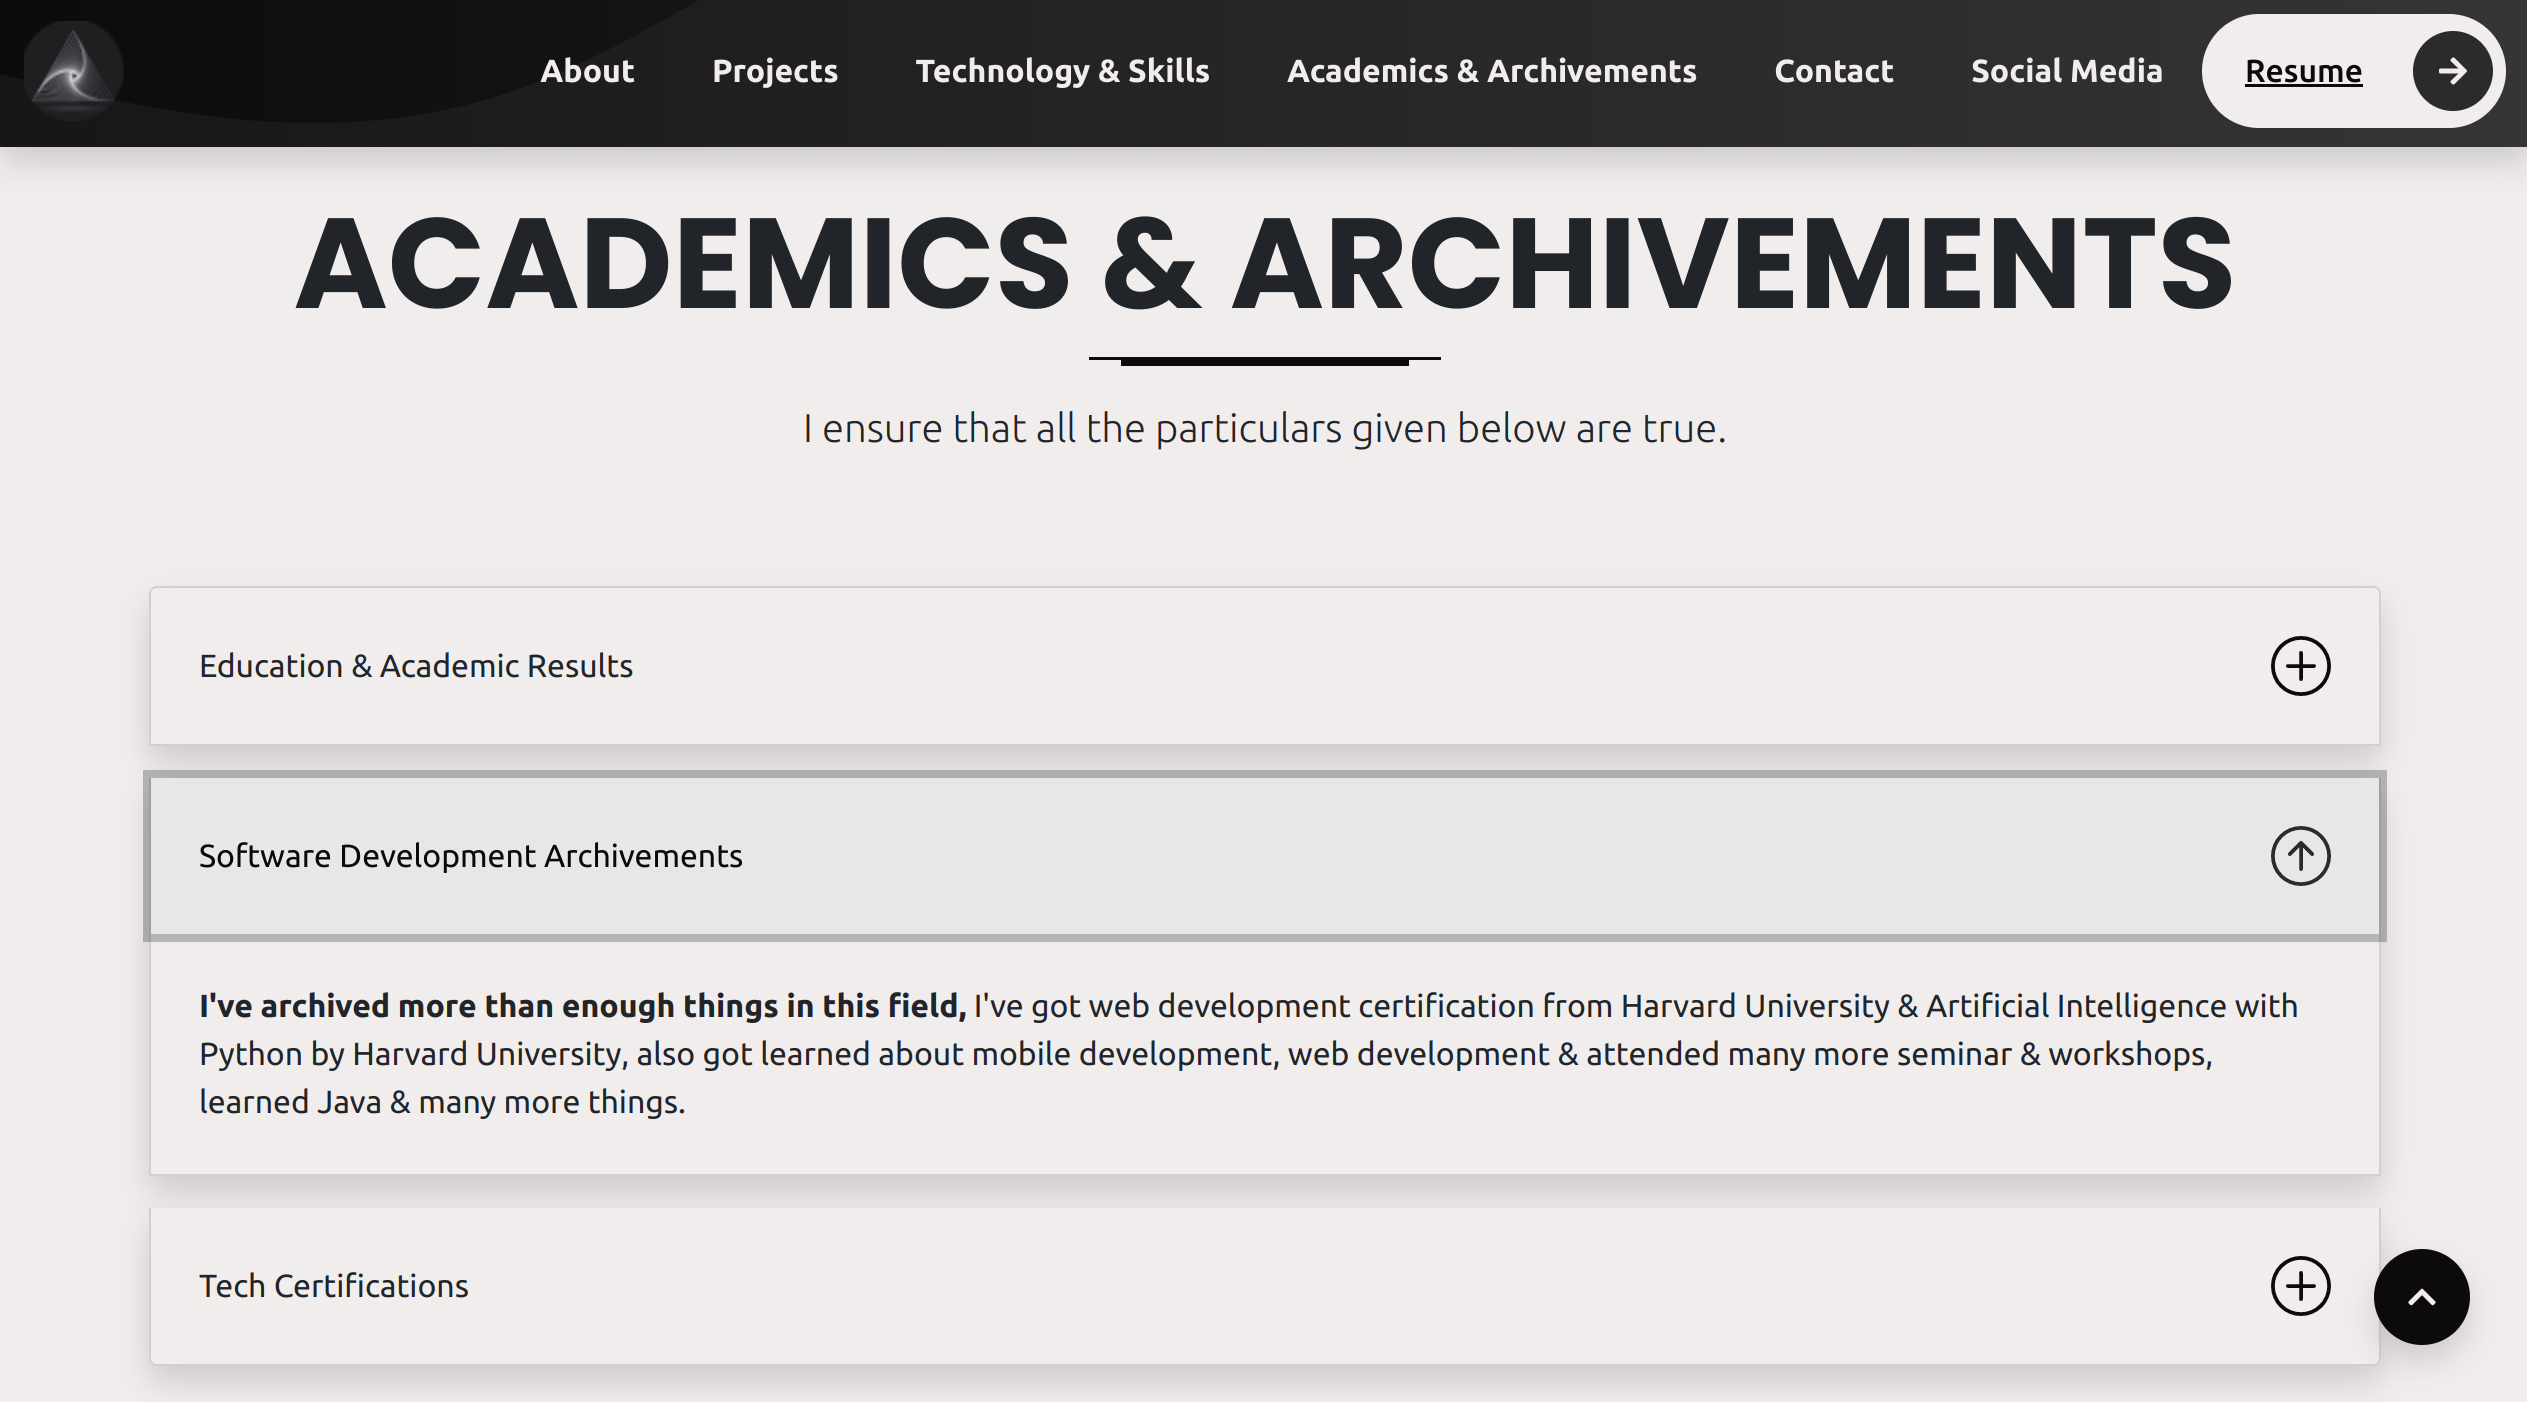 About Projects Technology & Skills Academics & Archivements Contact Social Media Resume
ACADEMICS & ARCHIVEMENTS
I ensure that all the particulars given below are true.
Education & Academic Results
Software Development Archivements
I've archived more than enough things in this field, I've got web development certification from Harvard University & Artificial Intelligence with
Python by Harvard University, also got learned about mobile development, web development & attended many more seminar & workshops,
learned Java & many more things.
Tech Certifications